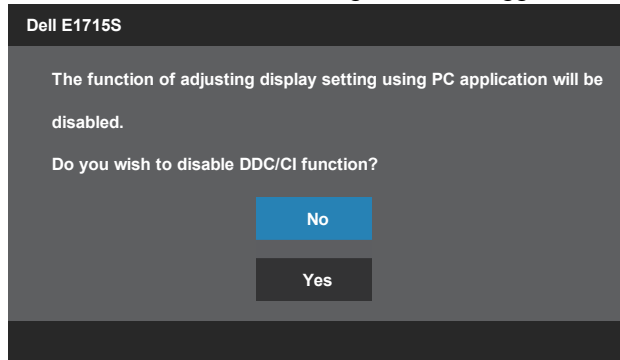 Dell E1715S
The function of adjusting display setting using PC application will be
disabled.
Do you wish to disable DDC/CI function?
No
Yes